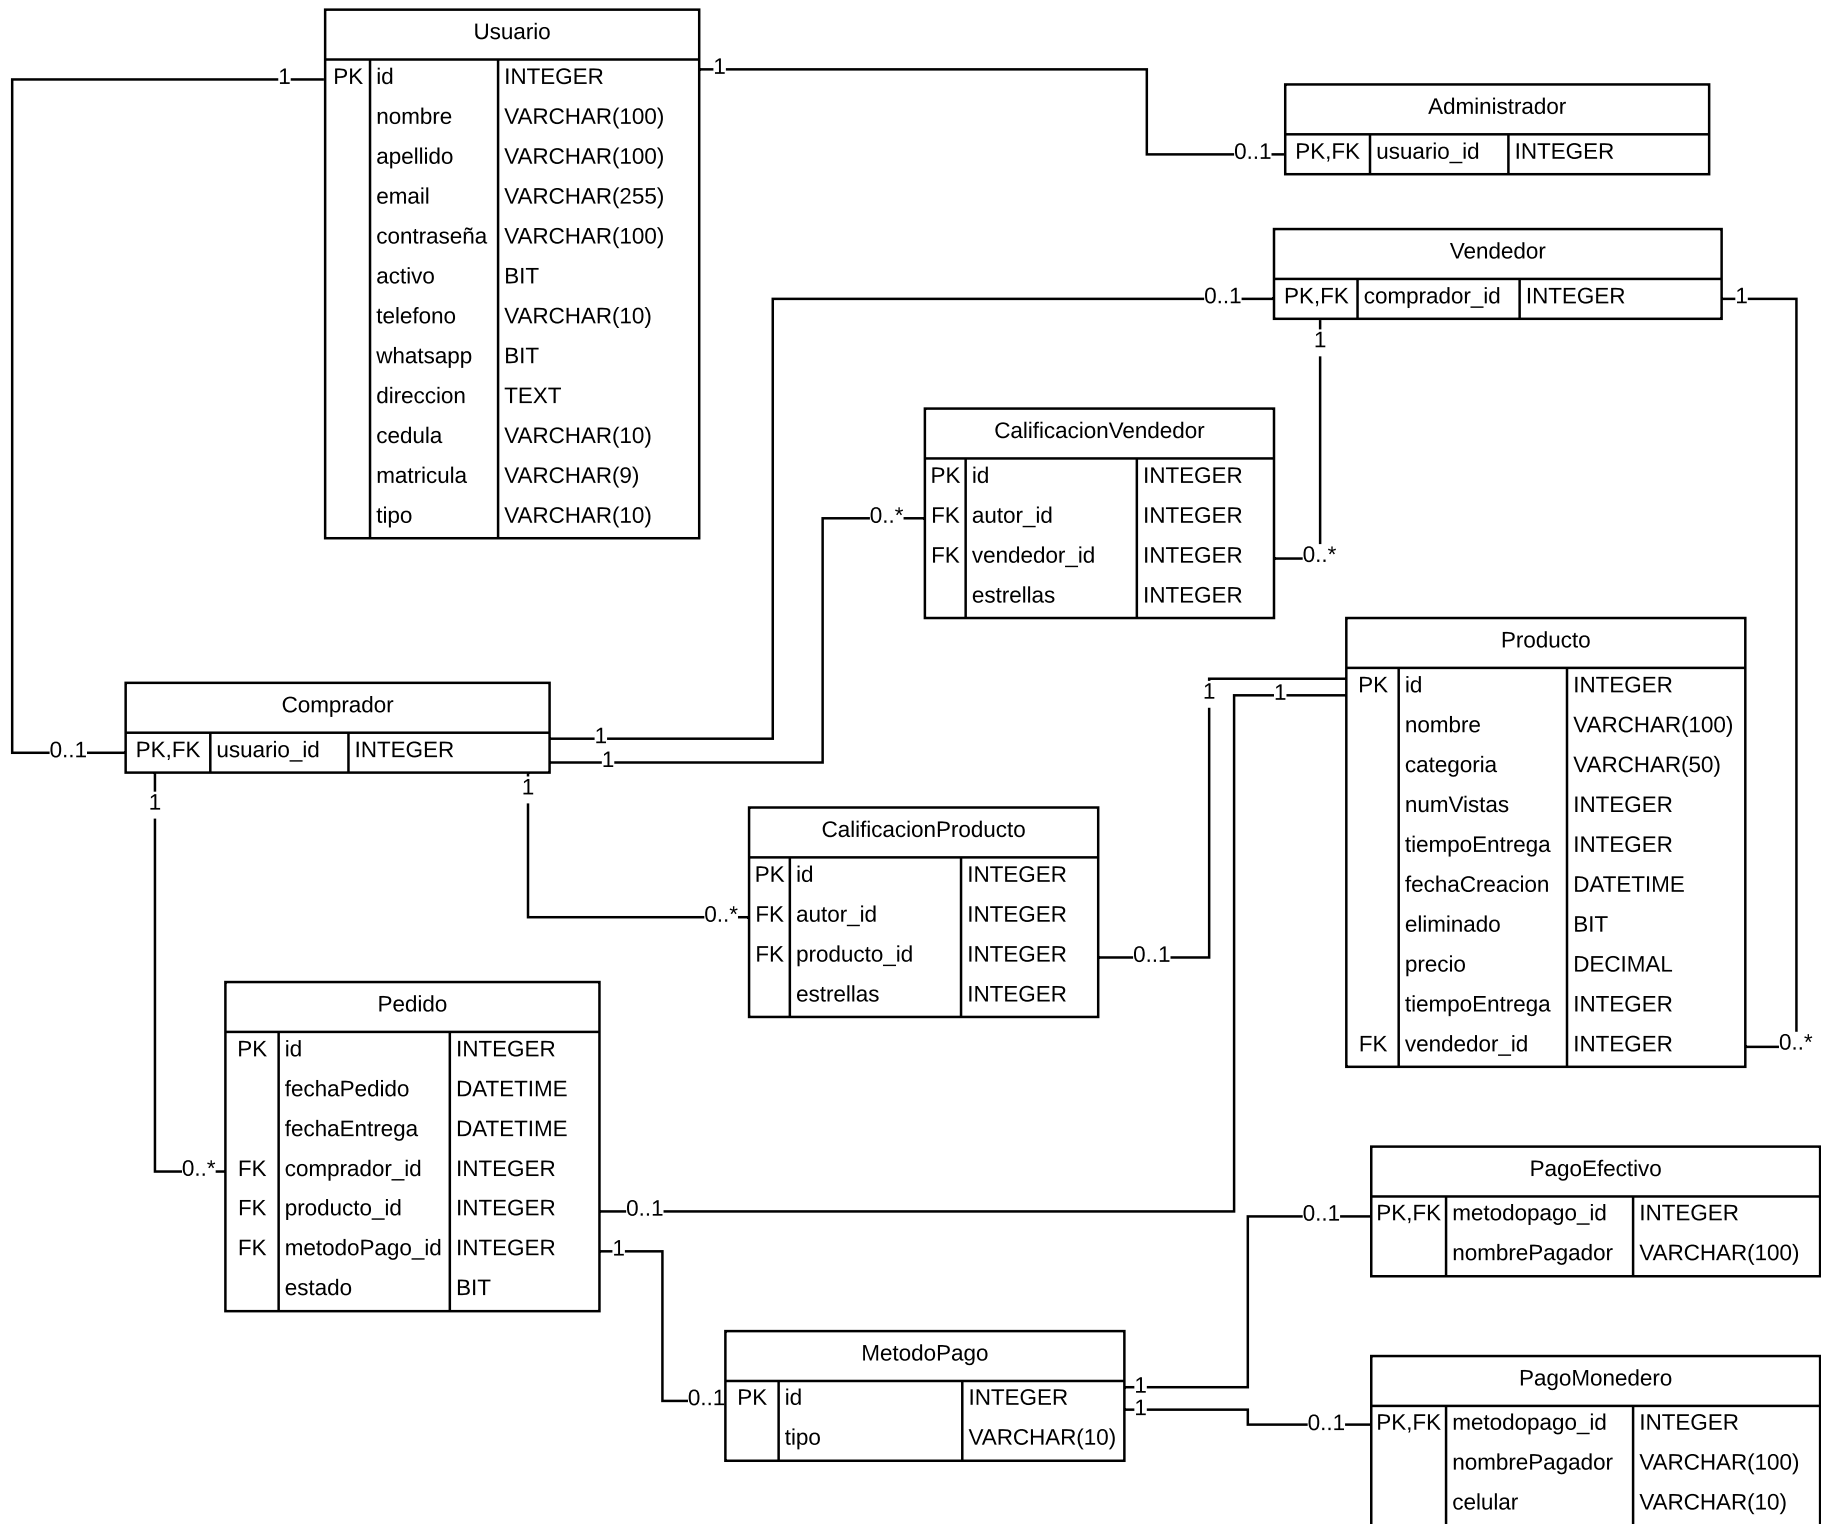 Usuario
1 PK id INTEGER 1
nombre VARCHAR(100)
apellido VARCHAR(100)
email VARCHAR(255)
contraseña VARCHAR(100)
activo BIT
telefono VARCHAR(10)
whatsapp BIT
direccion TEXT
cedula VARCHAR(10)
matricula VARCHAR(9)
tipo VARCHAR(10)
Administrador
0..1 PK,FK usuario_id INTEGER
Vendedor
0..1 PK,FK comprador_id INTEGER 1
1
CalificacionVendedor
PK id INTEGER
0..* FK autor_id INTEGER
FK vendedor_id INTEGER 0..*
estrellas INTEGER
Producto
1 PK id INTEGER
1
nombre VARCHAR(100)
categoria VARCHAR(50)
numVistas INTEGER
tiempoEntrega INTEGER
fechaCreacion DATETIME
eliminado BIT
precio DECIMAL
tiempoEntrega INTEGER
FK vendedor_id INTEGER 0..*
Comprador
0..1 PK,FK usuario_id INTEGER 1
1
1
1
CalificacionProducto
PK id INTEGER
0..* FK autor_id INTEGER
FK producto_id INTEGER 0..1
estrellas INTEGER
Pedido
PK id INTEGER
fechaPedido DATETIME
fechaEntrega DATETIME
0..* FK comprador_id INTEGER
FK producto_id INTEGER 0..1
FK metodoPago_id INTEGER 1
estado BIT
MetodoPago
0..1 PK id INTEGER 1
1
tipo VARCHAR(10)
PagoEfectivo
0..1 PK,FK metodopago_id INTEGER
nombrePagador VARCHAR(100)
PagoMonedero
0..1 PK,FK metodopago_id INTEGER
nombrePagador VARCHAR(100)
celular VARCHAR(10)